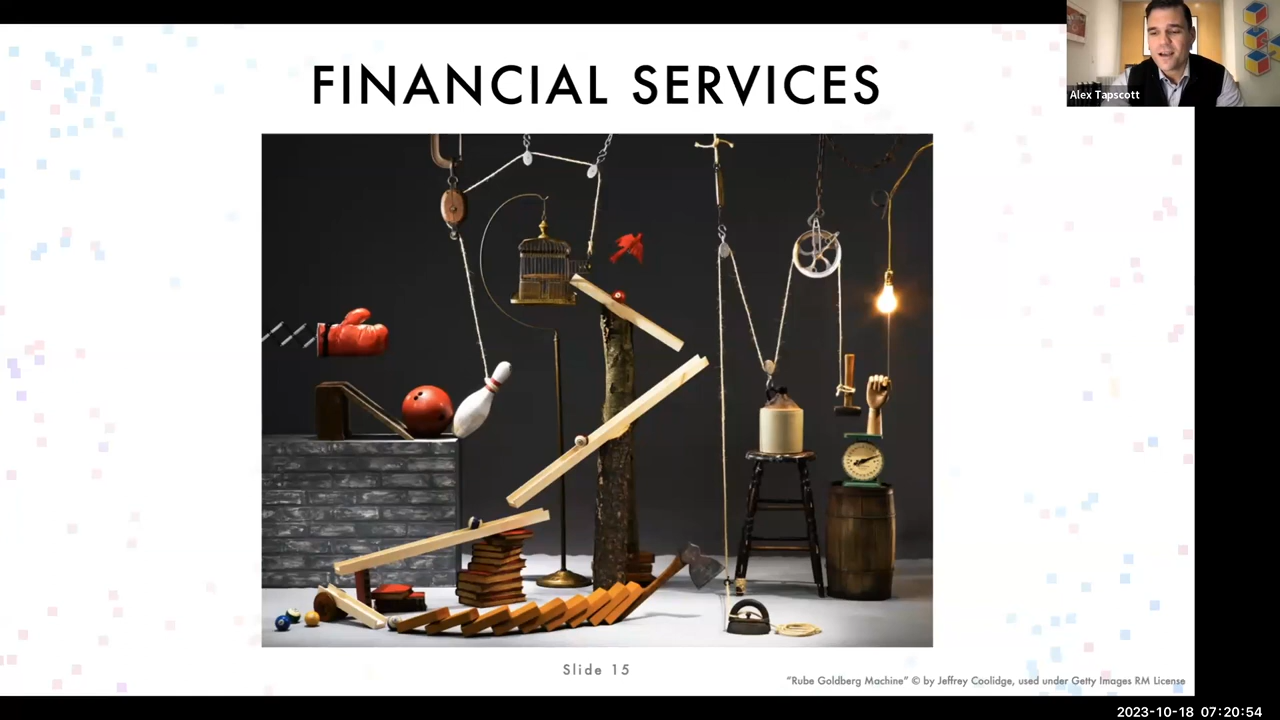 FINANCIAL SERVICES
Alex Tapscott
Slide 15
“Rube Goldberg Machine” © by Jeffrey Coolidge, used under Getty Images RM License
2023-10-18 07:20:54